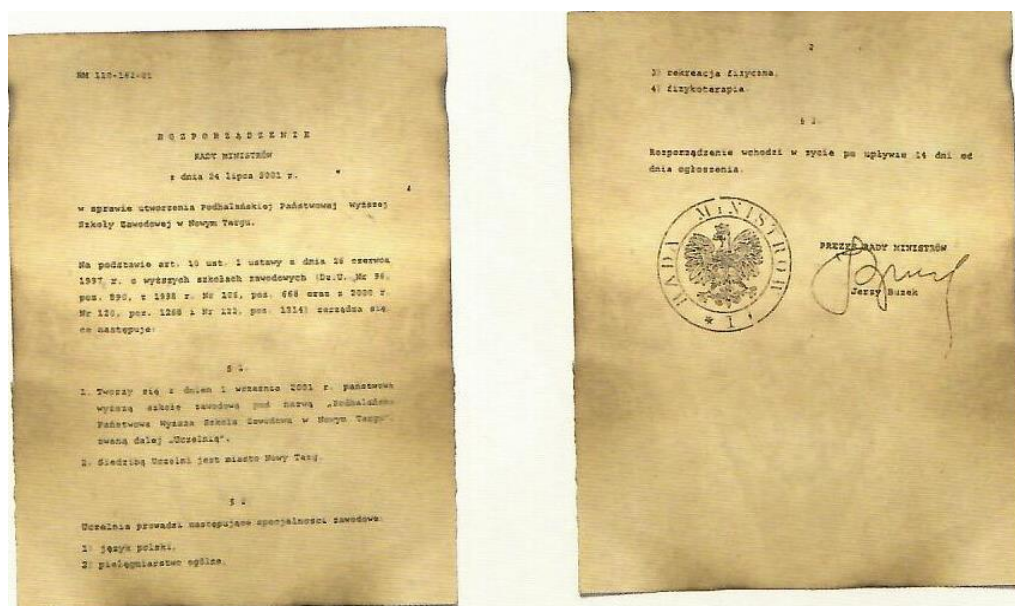 RM 110-162-01
ROZPORZĄDZENIE
RADY MINISTRÓW
z dnia 24 lipca 2001 r.
w sprawie utworzenia Podhalańskiej Państwowej Wyższej
Szkoły Zawodowej w Nowym Targu.
Na podstawie art. 10 ust. 1 ustawy z dnia 26 czerwca
1997 r. o wyższych szkołach zawodowych (Dz.U. Nr 96,
poz. 590, z 1998 r. Nr 106, poz. 668 oraz z 2000 r.
Nr 120, poz. 1268 i Nr 122, poz. 1314) zarządza się,
co następuje:
§ 1.
1. Tworzy się z dniem 1 września 2001 r. państwową
wyższą szkołę zawodową pod nazwą „Podhalańska
Państwowa Wyższa Szkoła Zawodowa w Nowym Targu”,
zwaną dalej „Uczelnią”.
2. Siedzibą Uczelni jest miasto Nowy Targ.
§ 2
Uczelnia prowadzi następujące specjalności zawodowe:
1) język polski,
2) pielęgniarstwo ogólne,
2
3) rekreacja fizyczna,
4) fizykoterapia.
§ 3.
Rozporządzenie wchodzi w życie po upływie 14 dni od
dnia ogłoszenia.
RADA MINISTRÓW
* 1 *
PREZES RADY MINISTRÓW
Jerzy Buzek